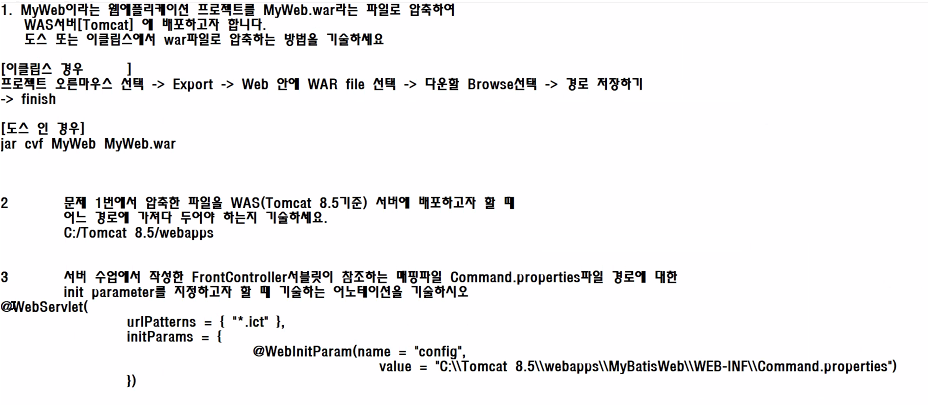 1. MyWeb이라는 웹애플리케이션 프로젝트를 MyWeb.war라는 파일로 압축하여
WAS서버[Tomcat] 에 배포하고자 합니다.
도스 또는 이클립스에서 war파일로 압축하는 방법을 기술하세요
[이클립스 경우 ]
프로젝트 오른마우스 선택 -> Export -> Web 안에 WAR file 선택 -> 다운할 Browse선택 -> 경로 저장하기
-> finish
[도스 인 경우]
jar cvf MyWeb MyWeb.war
2 문제 1번에서 압축한 파일을 WAS(Tomcat 8.5기준) 서버에 배포하고자 할 때
어느 경로에 가져다 두어야 하는지 기술하세요.
C:/Tomcat 8.5/webapps
3 서버 수업에서 작성한 FrontController서블릿이 참조하는 매핑파일 Command.properties파일 경로에 대한
init parameter를 지정하고자 할 때 기술하는 어노테이션을 기술하시오
@WebServlet(
urlPatterns = { "*.ict" },
initParams = {
@WebInitParam(name = "config",
value = "C:\\Tomcat 8.5\\webapps\\MyBatisWeb\\WEB-INF\\Command.properties")
})